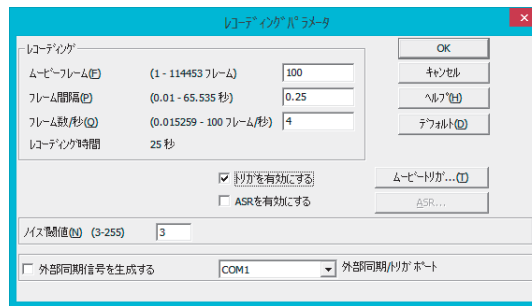 レコーディングパラメータ
レコーディング
ムービーフレーム(F) (1 - 114453 フレーム) 100
フレーム間隔(P) (0.01 - 65.535 秒) 0.25
フレーム数/秒(Q) (0.015259 - 100 フレーム/秒) 4
レコーディング時間 25 秒
OK
キャンセル
ヘルプ(H)
デフォルト(D)
トリガを有効にする
ムービートリガ...(T)
ASRを有効にする
ASR...
ノイズ閾値(N) (3-255) 3
外部同期信号を生成する COM1 外部同期/トリガ ポート